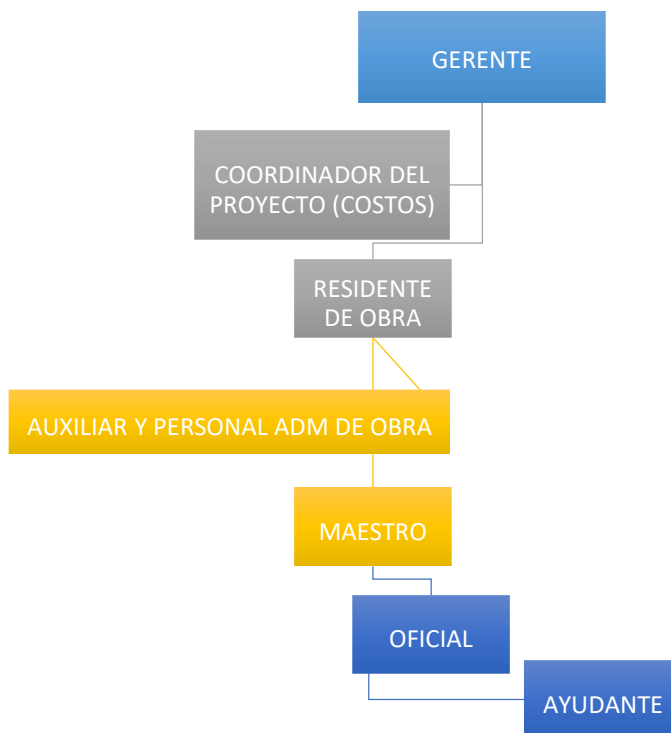 GERENTE
COORDINADOR DEL
PROYECTO (COSTOS)
RESIDENTE
DE OBRA
AUXILIAR Y PERSONAL ADM DE OBRA
MAESTRO
OFICIAL
AYUDANTE